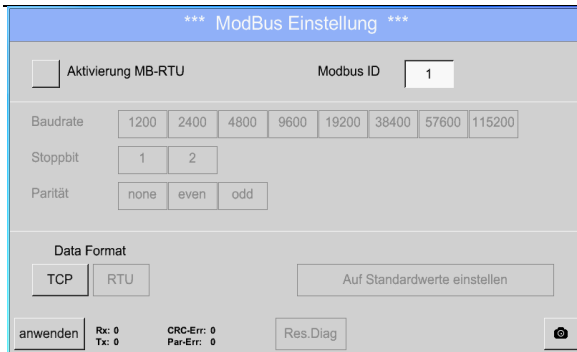 *** ModBus Einstellung ***
Aktivierung MB-RTU Modbus ID 1
Baudrate 1200 2400 4800 9600 19200 38400 57600 115200
Stoppbit 1 2
Parität none even odd
Data Format
TCP RTU Auf Standardwerte einstellen
anwenden Rx: 0 CRC-Err: 0 Res.Diag
Tx: 0 Par-Err: 0